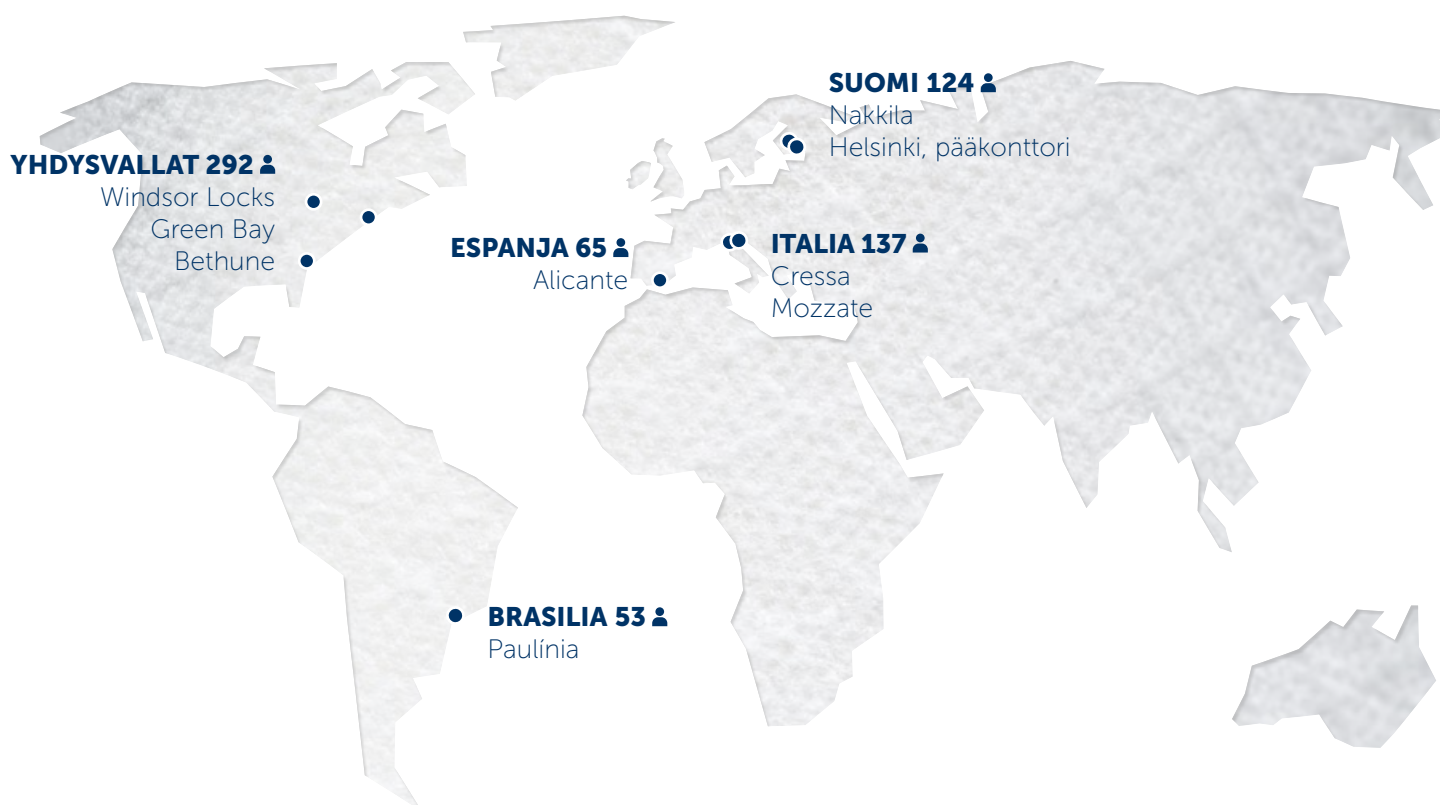 SUOMI 124
Nakkila
Helsinki, pääkonttori
YHDYSVALLAT 292
Windsor Locks
Green Bay
Bethune
ESPANJA 65
Alicante
ITALIA 137
Cressa
Mozzate
BRASILIA 53
Paulínia